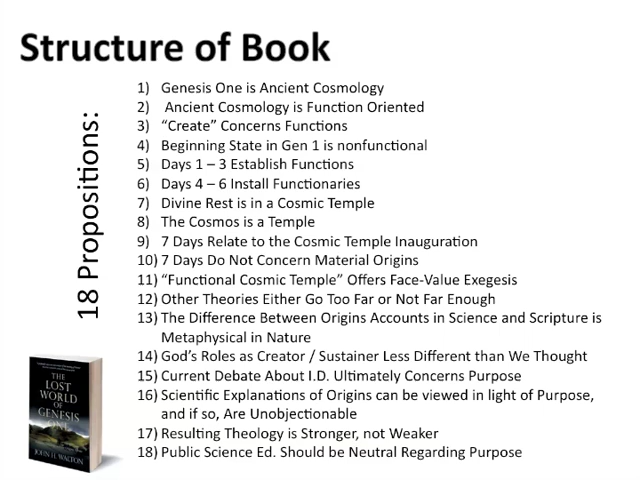 Structure of Book
18 Propositions:
1) Genesis One is Ancient Cosmology
2) Ancient Cosmology is Function Oriented
3) “Create” Concerns Functions
4) Beginning State in Gen 1 is nonfunctional
5) Days 1 – 3 Establish Functions
6) Days 4 – 6 Install Functionaries
7) Divine Rest is in a Cosmic Temple
8) The Cosmos is a Temple
9) 7 Days Relate to the Cosmic Temple Inauguration
10) 7 Days Do Not Concern Material Origins
11) “Functional Cosmic Temple” Offers Face-Value Exegesis
12) Other Theories Either Go Too Far or Not Far Enough
13) The Difference Between Origins Accounts in Science and Scripture is
Metaphysical in Nature
14) God’s Roles as Creator / Sustainer Less Different than We Thought
15) Current Debate About I.D. Ultimately Concerns Purpose
16) Scientific Explanations of Origins can be viewed in light of Purpose,
and if so, Are Unobjectionable
17) Resulting Theology is Stronger, not Weaker
18) Public Science Ed. Should be Neutral Regarding Purpose
THE
LOST
WORLD
OF
GENESIS
ONE
JOHN H. WALTON